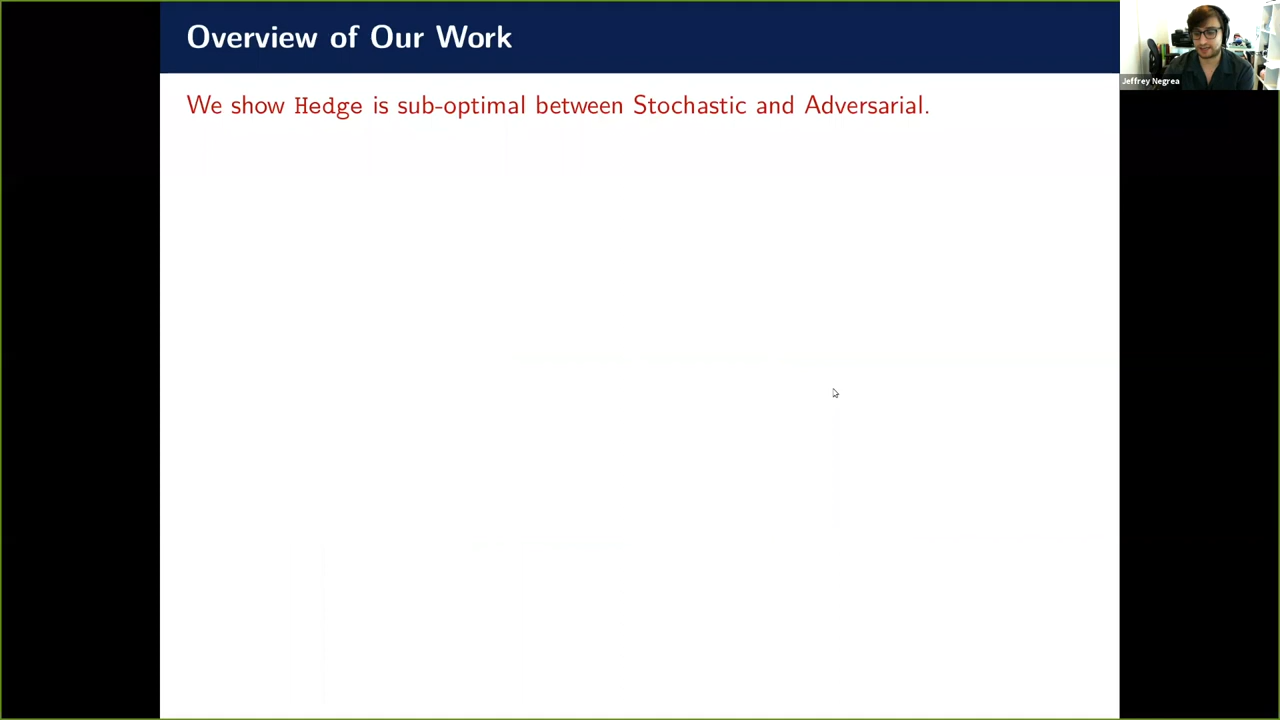 Overview of Our Work
Jeffrey Negrea
We show Hedge is sub-optimal between Stochastic and Adversarial.